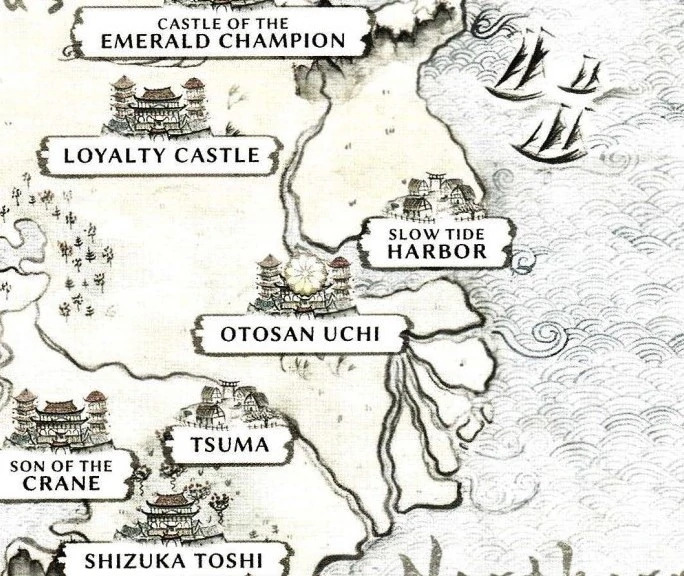 CASTLE OF THE
EMERALD CHAMPION
LOYALTY CASTLE
SLOW TIDE
HARBOR
OTOSAN UCHI
TSUMA
SON OF THE
CRANE
SHIZUKA TOSHI